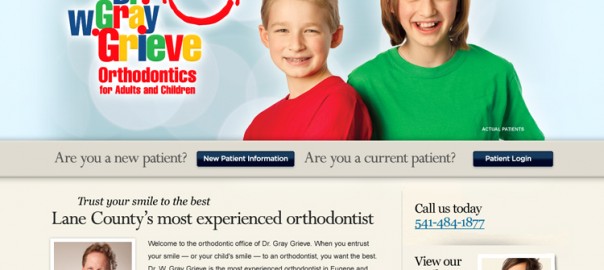 Dr.
W. Gray
Grieve
Orthodontics
for Adults and Children
ACTUAL PATIENTS
Are you a new patient? New Patient Information Are you a current patient? Patient Login
Trust your smile to the best
Lane County's most experienced orthodontist
Welcome to the orthodontic office of Dr. Gray Grieve. When you entrust
your smile — or your child's smile — to an orthodontist, you want the best.
Dr. W. Gray Grieve is the most experienced orthodontist in Eugene and
Call us today
541-484-1877
View our